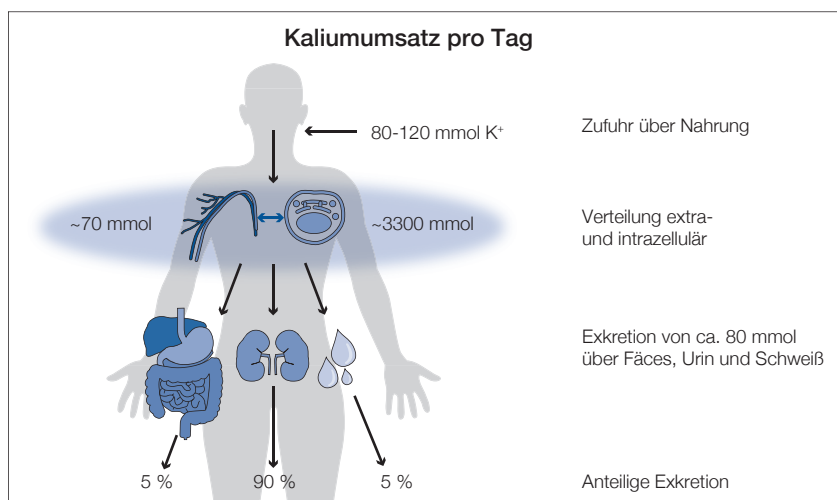 Kaliumumsatz pro Tag
80-120 mmol K⁺
Zufuhr über Nahrung
~70 mmol
~3300 mmol
Verteilung extra-
und intrazellulär
Exkretion von ca. 80 mmol
über Fäces, Urin und Schweiß
5 %
90 %
5 %
Anteilige Exkretion